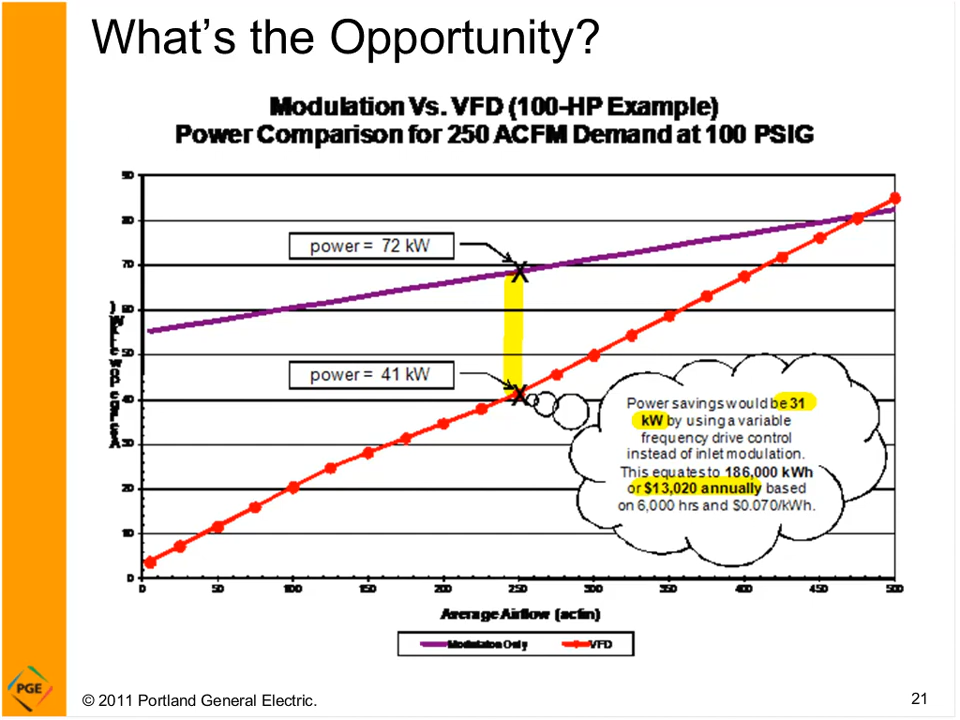 What's the Opportunity?
Modulation Vs. VFD (100-HP Example)
Power Comparison for 250 ACFM Demand at 100 PSIG
90
80
70
60
50
40
30
20
10
0
power = 72 kW
power = 41 kW
X
X
Power savings would be 31
kW by using a variable
frequency drive control
instead of inlet modulation.
This equates to 186,000 kWh
or $13,020 annually based
on 6,000 hrs and $0.070/kWh.
0 50 100 150 200 250 300 350 400 450 500
Average Airflow (acfm)
Modulation Only VFD
PGE
© 2011 Portland General Electric.
21